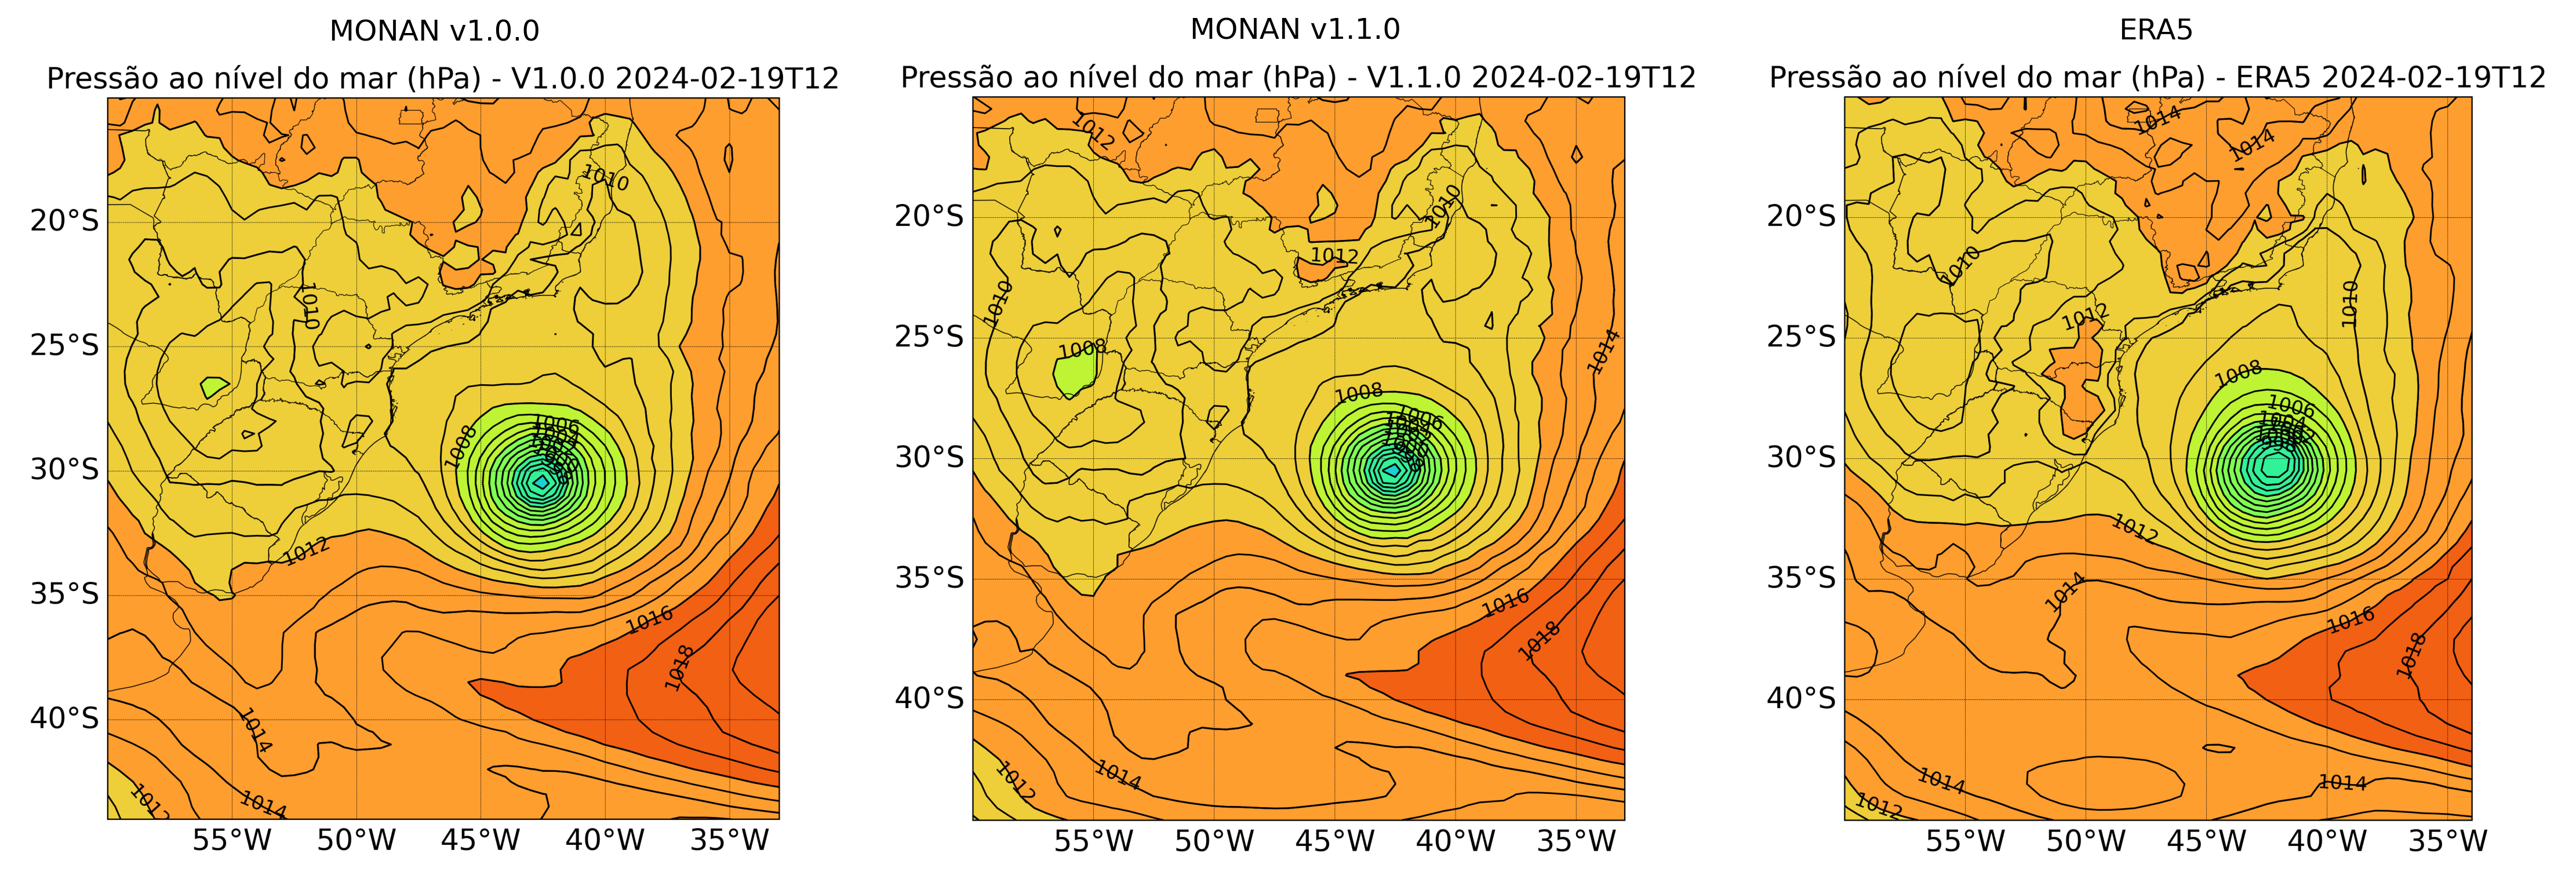 MONAN v1.0.0
Pressão ao nível do mar (hPa) - V1.0.0 2024-02-19T12
1010
20°S
1010
25°S
1006
1004
1008
30°S
1012
35°S
1016
1018
40°S
1014
1012
1014
55°W 50°W 45°W 40°W 35°W
MONAN v1.1.0
Pressão ao nível do mar (hPa) - V1.1.0 2024-02-19T12
1012
1010
20°S
1012
1010
25°S
1008
1014
1008
1006
30°S
35°S
1016
1018
40°S
1014
1012
55°W 50°W 45°W 40°W 35°W
ERA5
Pressão ao nível do mar (hPa) - ERA5 2024-02-19T12
1014
1014
20°S
1010
1010
1012
25°S
1008
1006
1004
30°S
1012
35°S
1014
1016
1018
40°S
1014
1014
1012
55°W 50°W 45°W 40°W 35°W